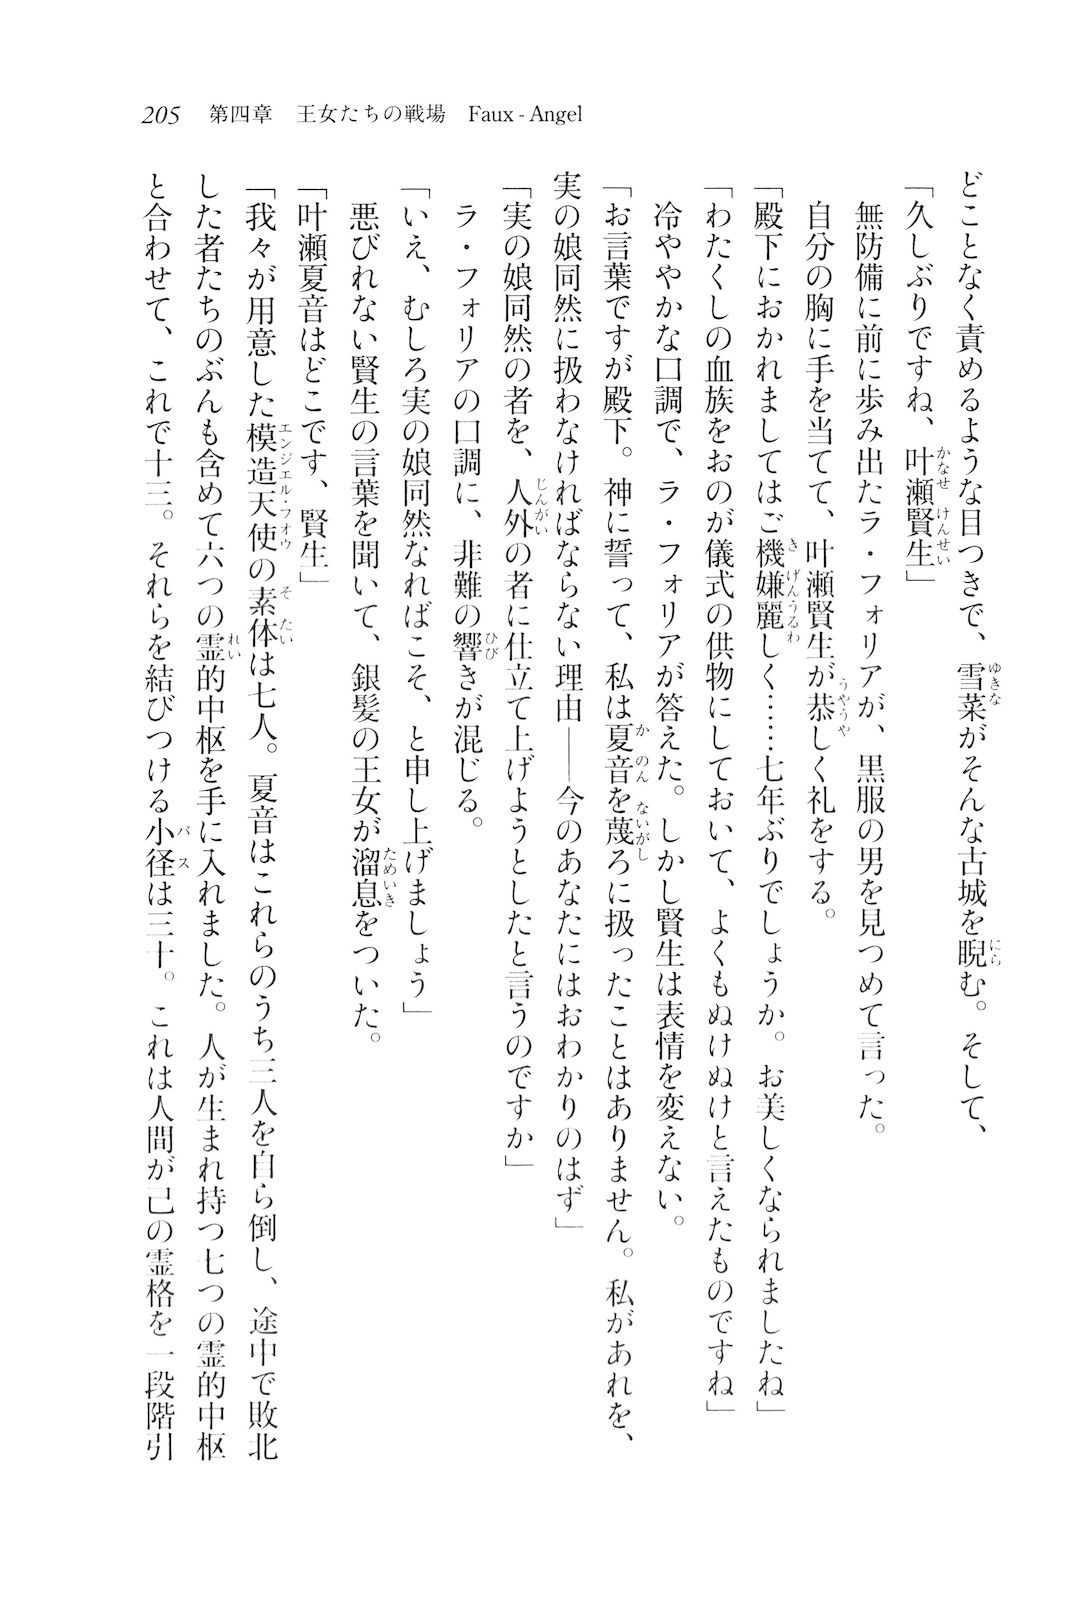 205　第四章　王女たちの戦場　Faux - Angel
どことなく責めるような目つきで、雪菜がそんな古城を睨む。そして、
「久しぶりですね、叶瀬賢生」
　無防備に前に歩み出たラ・フォリアが、黒服の男を見つめて言った。
　自分の胸に手を当てて、叶瀬賢生が恭しく礼をする。
「殿下におかれましてはご機嫌麗しく……七年ぶりでしょうか。お美しくなられましたね」
「わたくしの血族をおのが儀式の供物にしておいて、よくもぬけぬけと言えたものですね」
　冷ややかな口調で、ラ・フォリアが答えた。しかし賢生は表情を変えない。
「お言葉ですが殿下。神に誓って、私は夏音を蔑ろに扱ったことはありません。私があれを、
実の娘同然に扱わなければならない理由――今のあなたにはおわかりのはず」
「実の娘同然の者を、人外の者に仕立て上げようとしたと言うのですか」
　ラ・フォリアの口調に、非難の響きが混じる。
「いえ、むしろ実の娘同然なればこそ、と申し上げましょう」
　悪びれない賢生の言葉を聞いて、銀髪の王女が溜息をついた。
「叶瀬夏音はどこです、賢生」
「我々が用意した模造天使の素体は七人。夏音はこれらのうち三人を自ら倒し、途中で敗北
した者たちのぶんも含めて六つの霊的中枢を手に入れました。人が生まれ持つ七つの霊的中枢
と合わせて、これで十三。それらを結びつける小径は三十。これは人間が己の霊格を一段階引